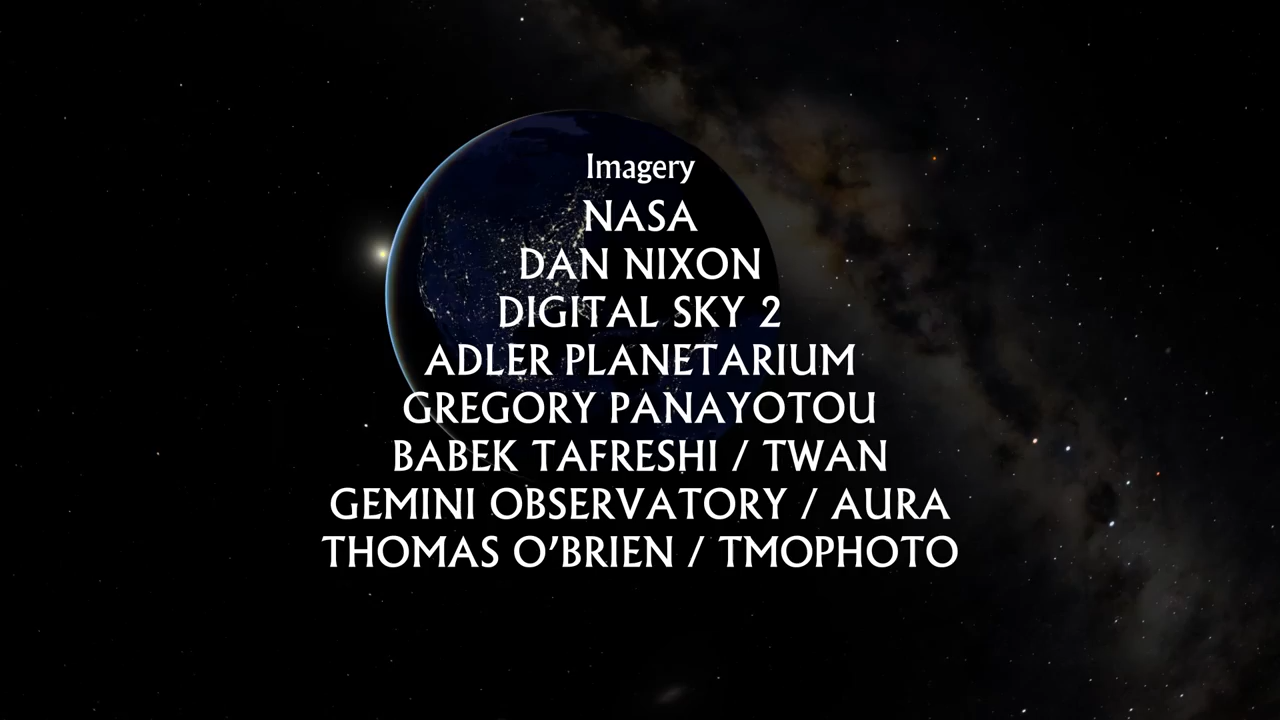 Imagery
NASA
DAN NIXON
DIGITAL SKY 2
ADLER PLANETARIUM
GREGORY PANAYOTOU
BABEK TAFRESHI / TWAN
GEMINI OBSERVATORY / AURA
THOMAS O’BRIEN / TMOPHOTO